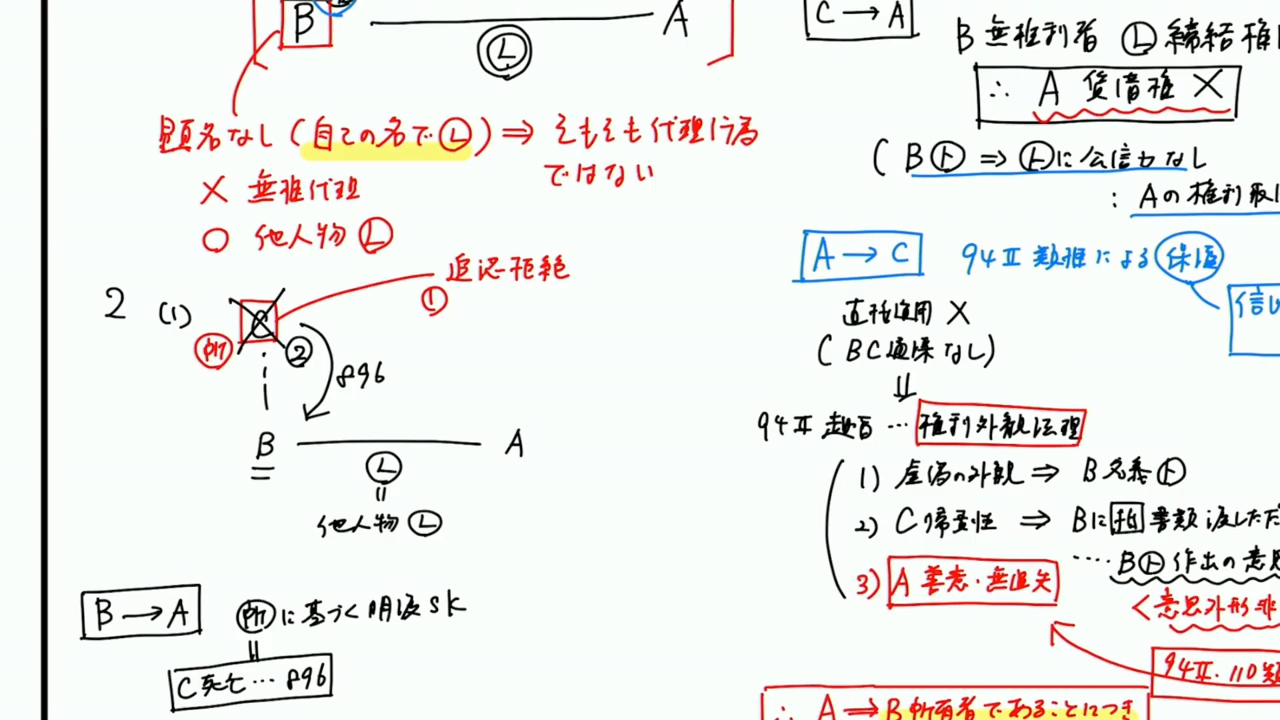 B A
Ⓛ
顕名なし(自己の名でⓁ)⇒ そもそも代理行為
ではない
× 無権代理
○ 他人物Ⓛ
追認拒絶
①
2 (1) C
所 ② 896
B A
Ⓛ
||
他人物Ⓛ
B→A 所に基づく明渡SK
||
C死亡…896
C→A
B無権利者 Ⓛ締結権
∴ A 賃借権 ×
(Bト ⇒ トに公信力なし
: Aの権利取
A→C 94Ⅱ類推による保護
信
直接適用 ×
(BC通謀なし)
⇓
94Ⅱ趣旨…権利外観法理
1) 虚偽の外観 ⇒ B名義ト
2) C帰責性 ⇒ Bに 書類渡しただ
....Bト作出の意思
3) A善意・無過失
<意思外形非
94Ⅱ・110類
∴ A⇒B所有者であることにつき